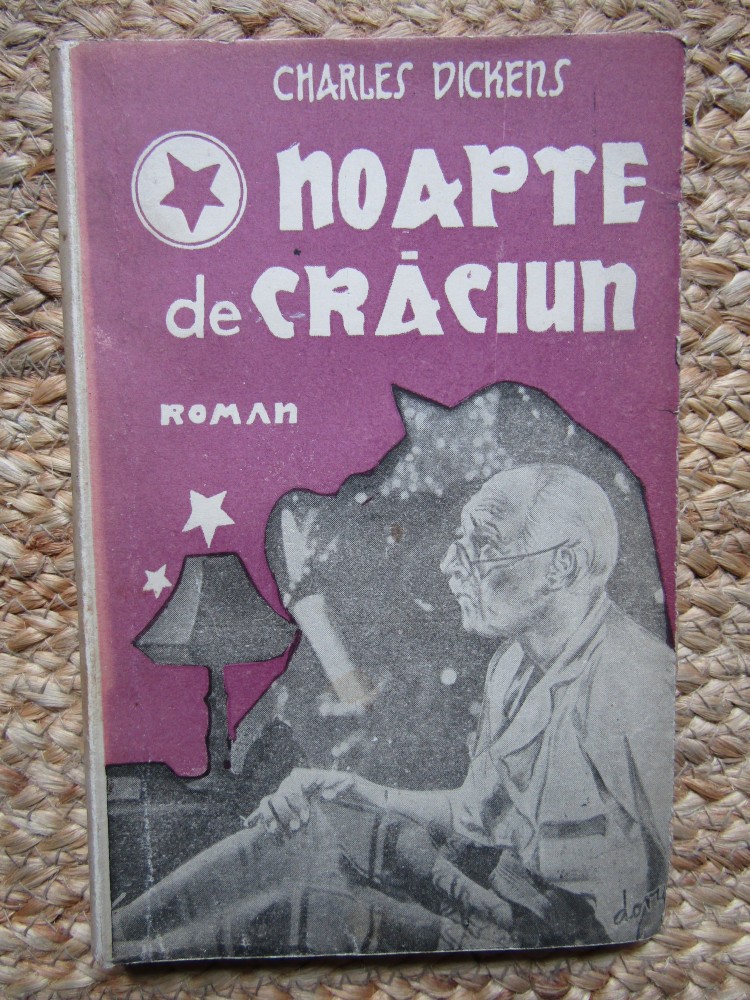 CHARLES DICKENS
O NOAPTE
de CRĂCIUN
ROMAN